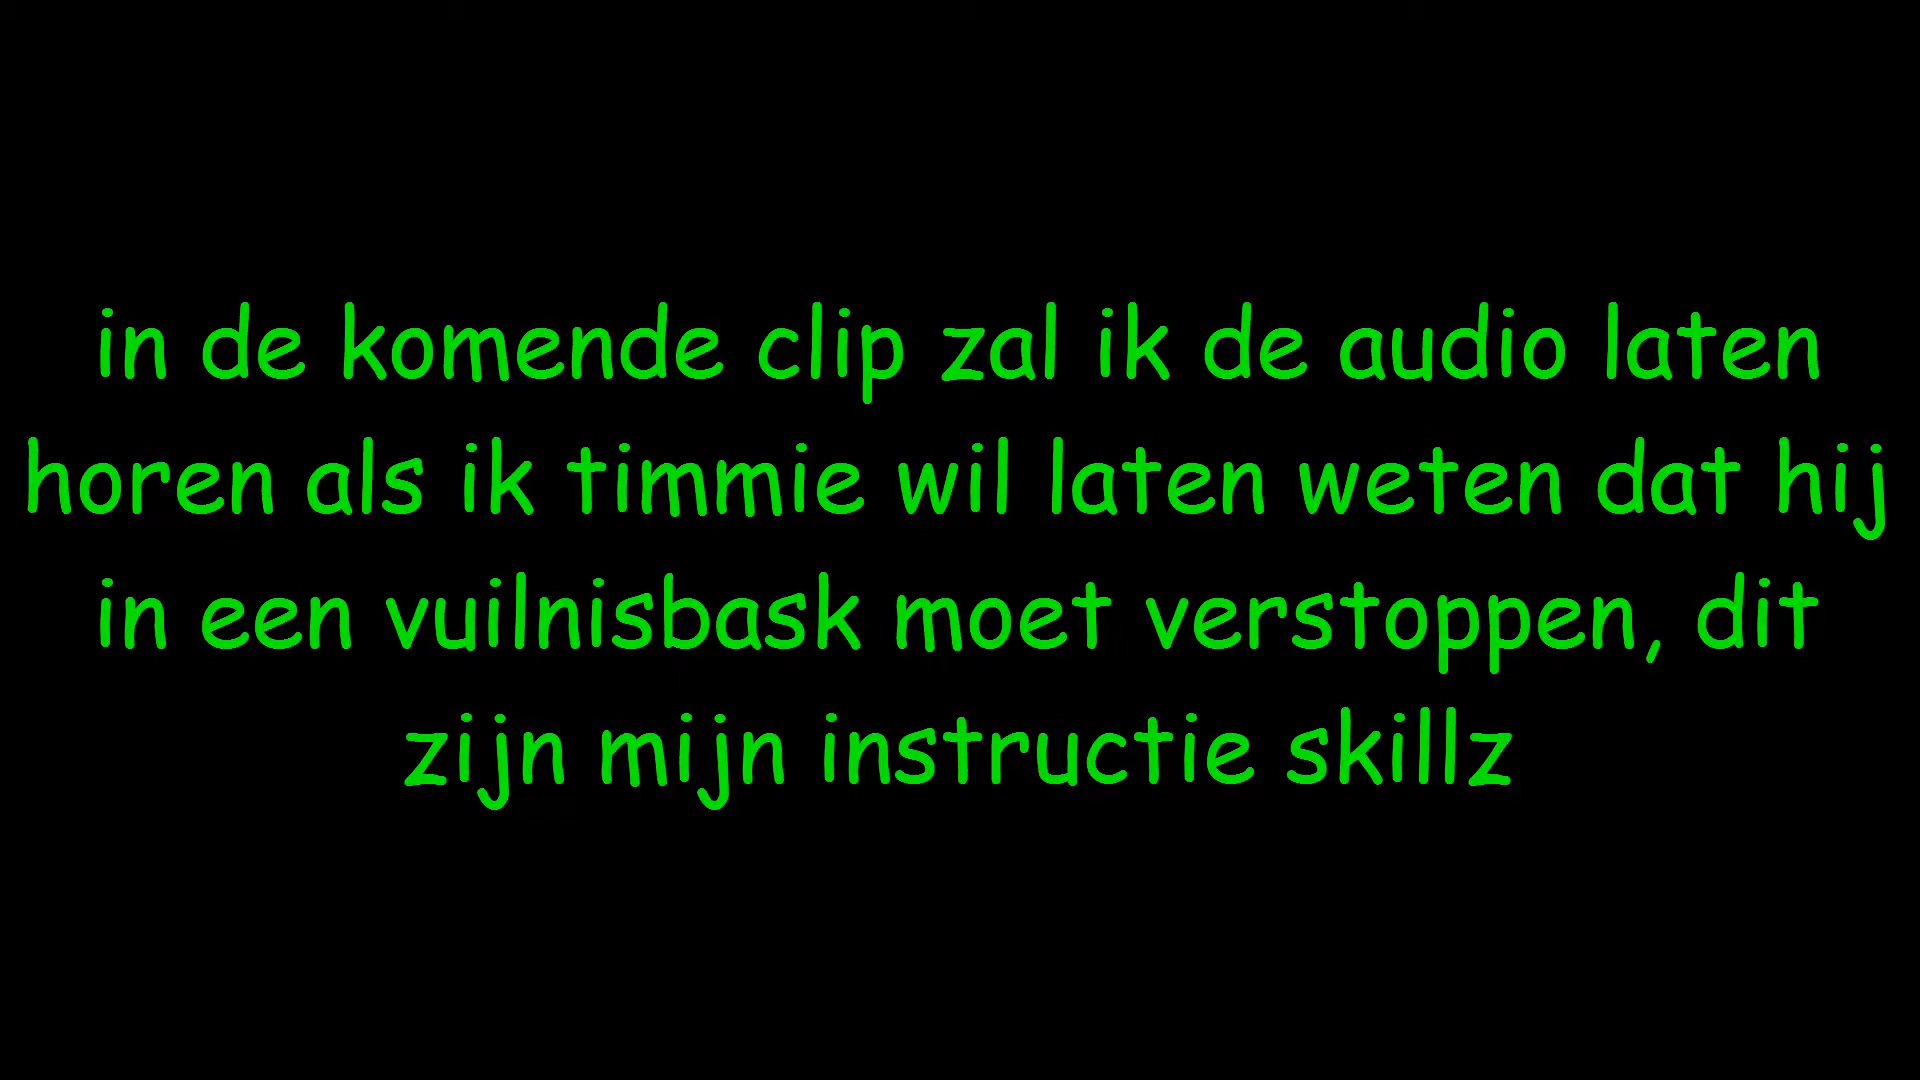 in de komende clip zal ik de audio laten
horen als ik timmie wil laten weten dat hij
in een vuilnisbask moet verstoppen, dit
zijn mijn instructie skillz